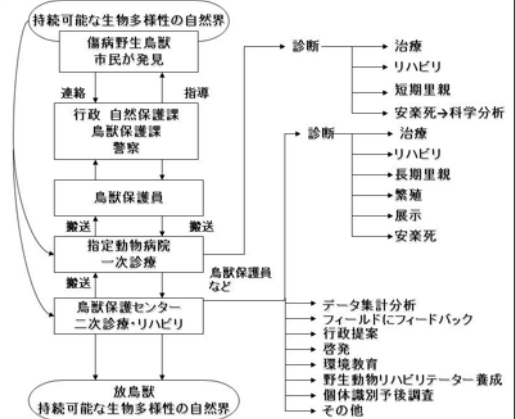 持続可能な生物多様性の自然界
傷病野生鳥獣
市民が発見
連絡
指導
行政 自然保護課
鳥獣保護課
警察
鳥獣保護員
搬送
搬送
指定動物病院
一次診療
搬送
鳥獣保護員
など
鳥獣保護センター
二次診療・リハビリ
放鳥獣
持続可能な生物多様性の自然界
診断
治療
リハビリ
短期里親
安楽死→科学分析
診断
治療
リハビリ
長期里親
繁殖
展示
安楽死
データ集計分析
フィールドにフィードバック
行政提案
啓発
環境教育
野生動物リハビリテーター養成
個体識別予後調査
その他